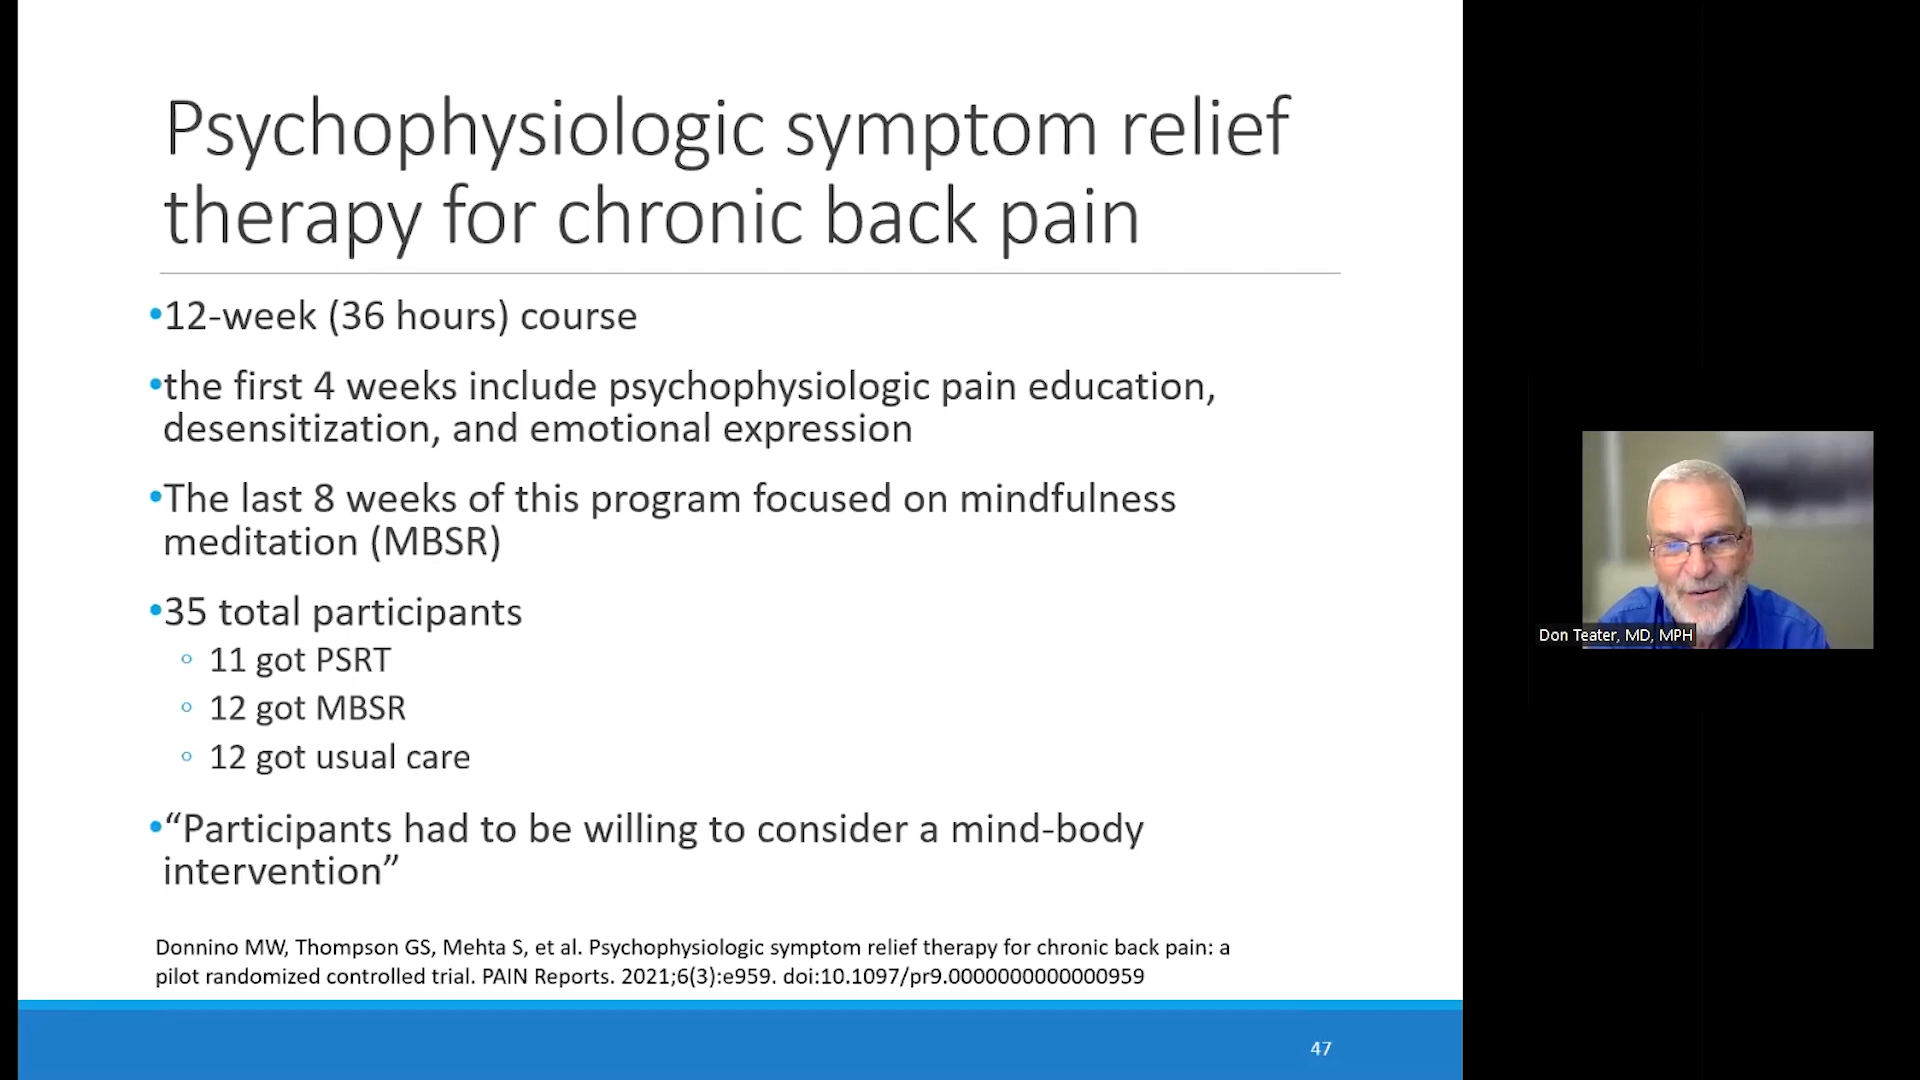 Psychophysiologic symptom relief
therapy for chronic back pain
•12-week (36 hours) course
•the first 4 weeks include psychophysiologic pain education,
desensitization, and emotional expression
•The last 8 weeks of this program focused on mindfulness
meditation (MBSR)
•35 total participants
◦ 11 got PSRT
◦ 12 got MBSR
◦ 12 got usual care
•“Participants had to be willing to consider a mind-body
intervention”
Donnino MW, Thompson GS, Mehta S, et al. Psychophysiologic symptom relief therapy for chronic back pain: a
pilot randomized controlled trial. PAIN Reports. 2021;6(3):e959. doi:10.1097/pr9.0000000000000959
47
Don Teater, MD, MPH